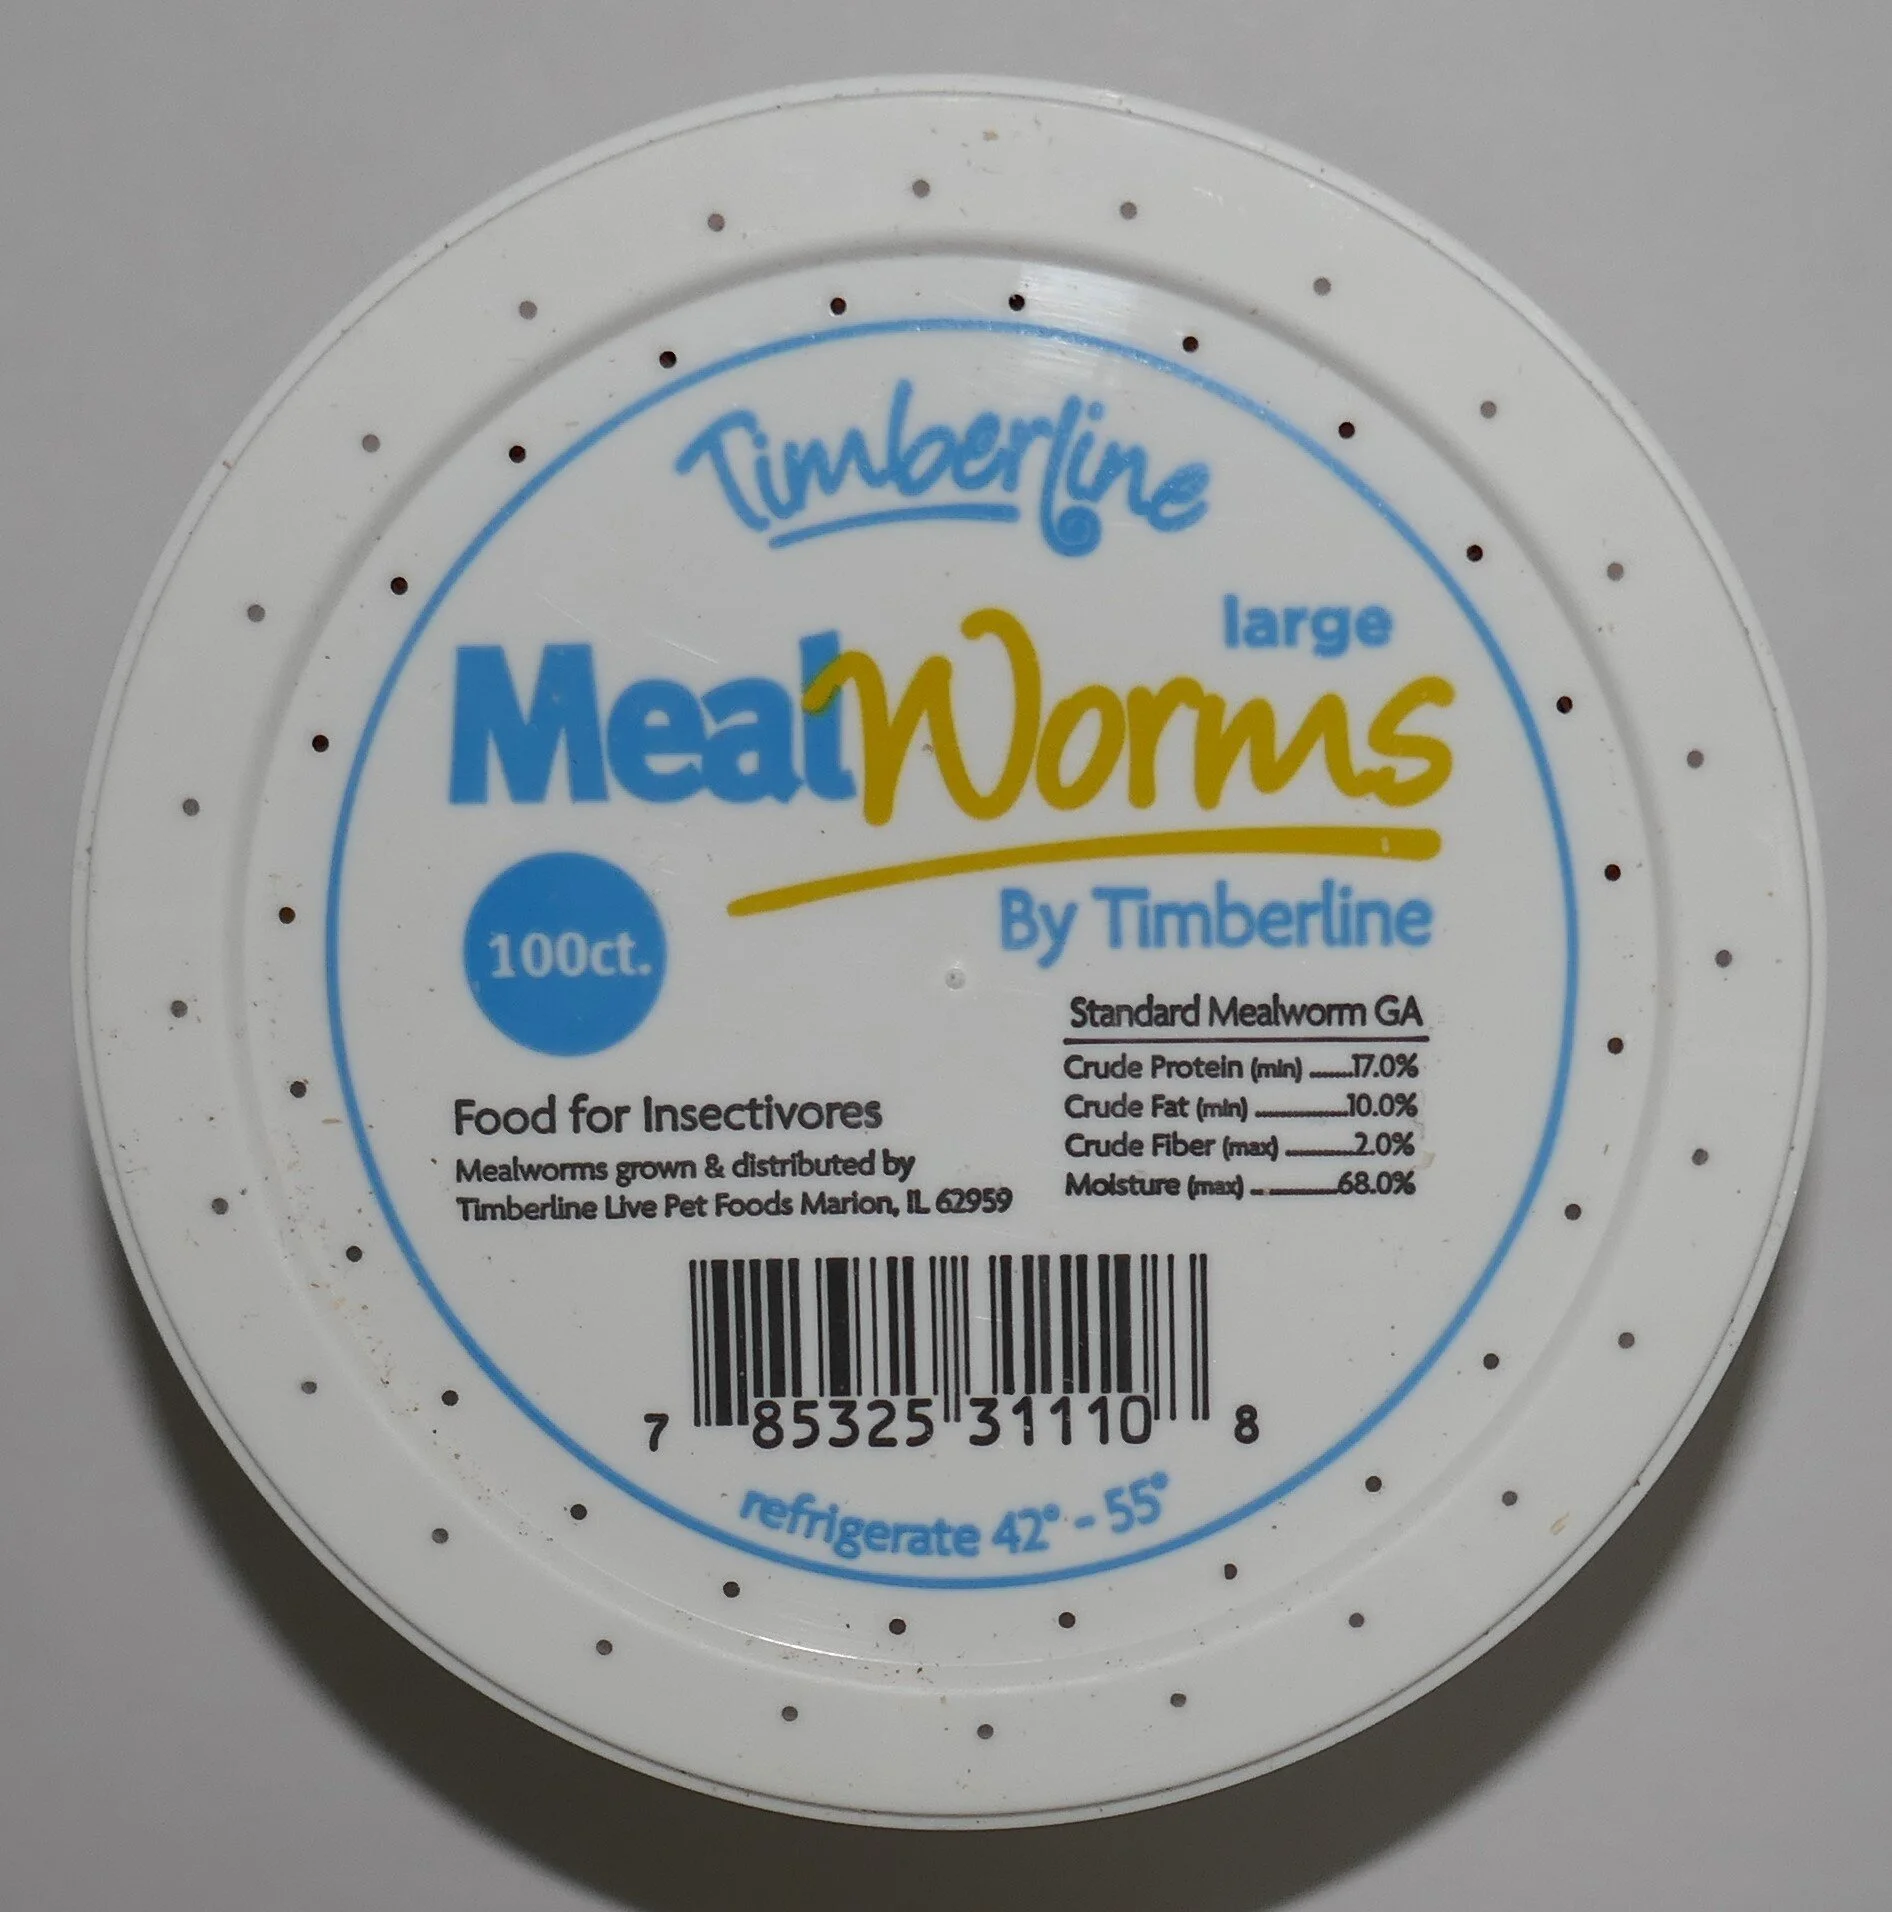 Timberline
large
MealWorms
By Timberline
100ct.
Standard Mealworm GA
Crude Protein (min) ......17.0%
Crude Fat (min) ..............10.0%
Crude Fiber (max) ..........2.0%
Moisture (max) .. ..........68.0%
Food for Insectivores
Mealworms grown & distributed by
Timberline Live Pet Foods Marion, IL 62959
7 85325 31110 8
refrigerate 42° - 55°